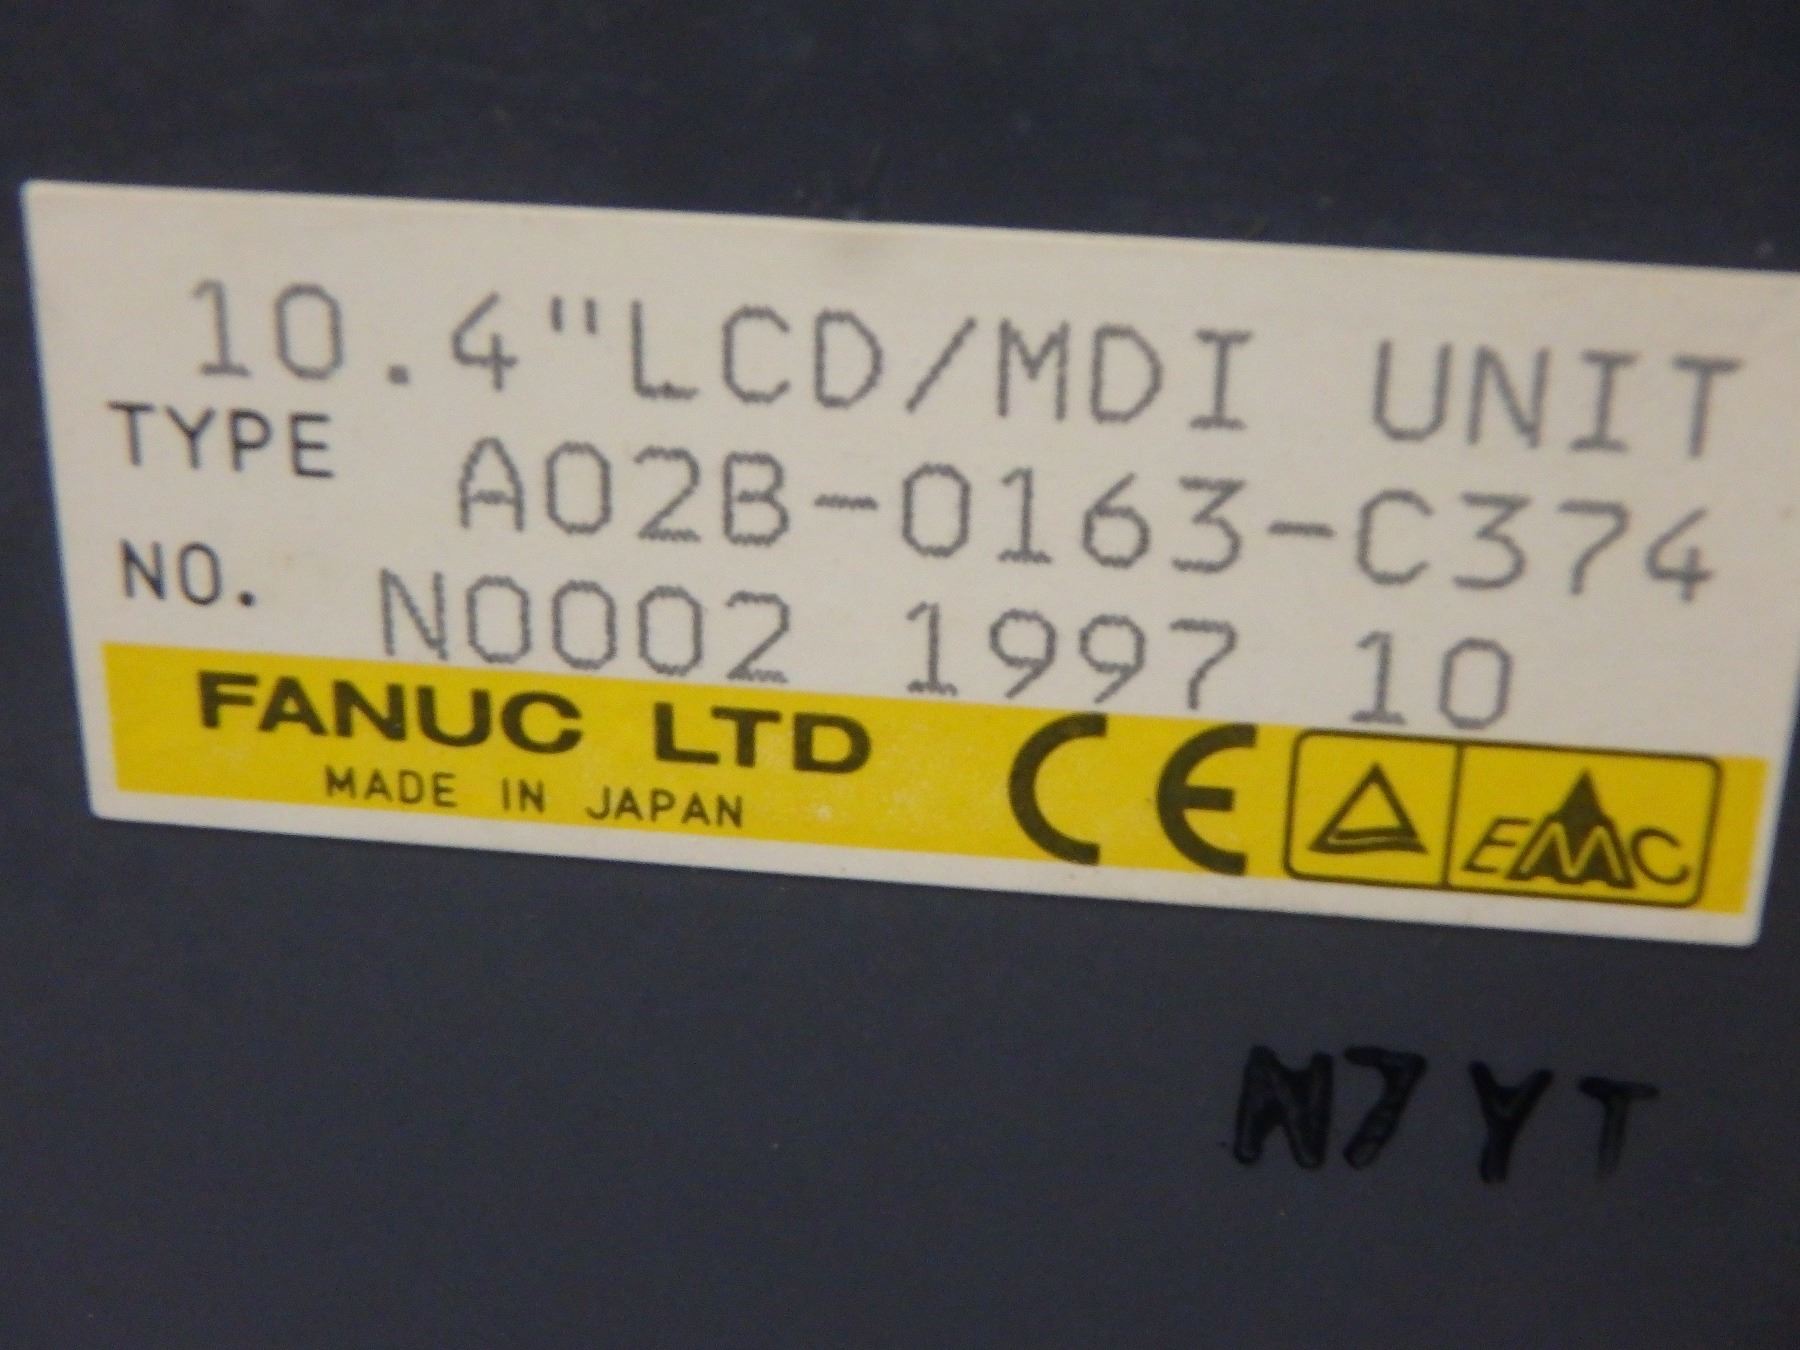 10.4"LCD/MDI UNIT
TYPE A02B-0163-C374
NO. N0002 1997 10
FANUC LTD
MADE IN JAPAN
CE EMC
N7YT